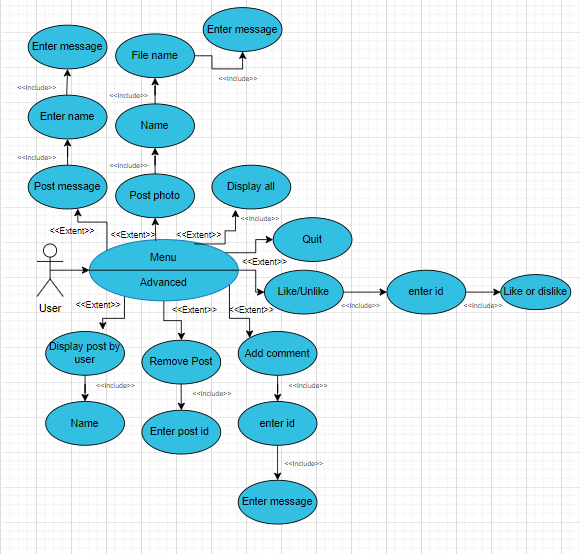 Enter message
File name
Enter message
<<Include>>
<<Include>>
<<Include>>
Enter name
Name
<<Include>>
<<Include>>
Post message
Post photo
Display all
<<Include>>
<<Extent>>
<<Extent>>
<<Extent>>
Quit
Menu
<<Extent>>
Advanced
User
<<Extent>>
<<Extent>>
<<Extent>>
Like/Unlike
<<Include>>
enter id
<<Include>>
Like or dislike
Display post by
user
Remove Post
Add comment
<<Include>>
<<Include>>
<<Include>>
Name
Enter post id
enter id
<<Include>>
Enter message